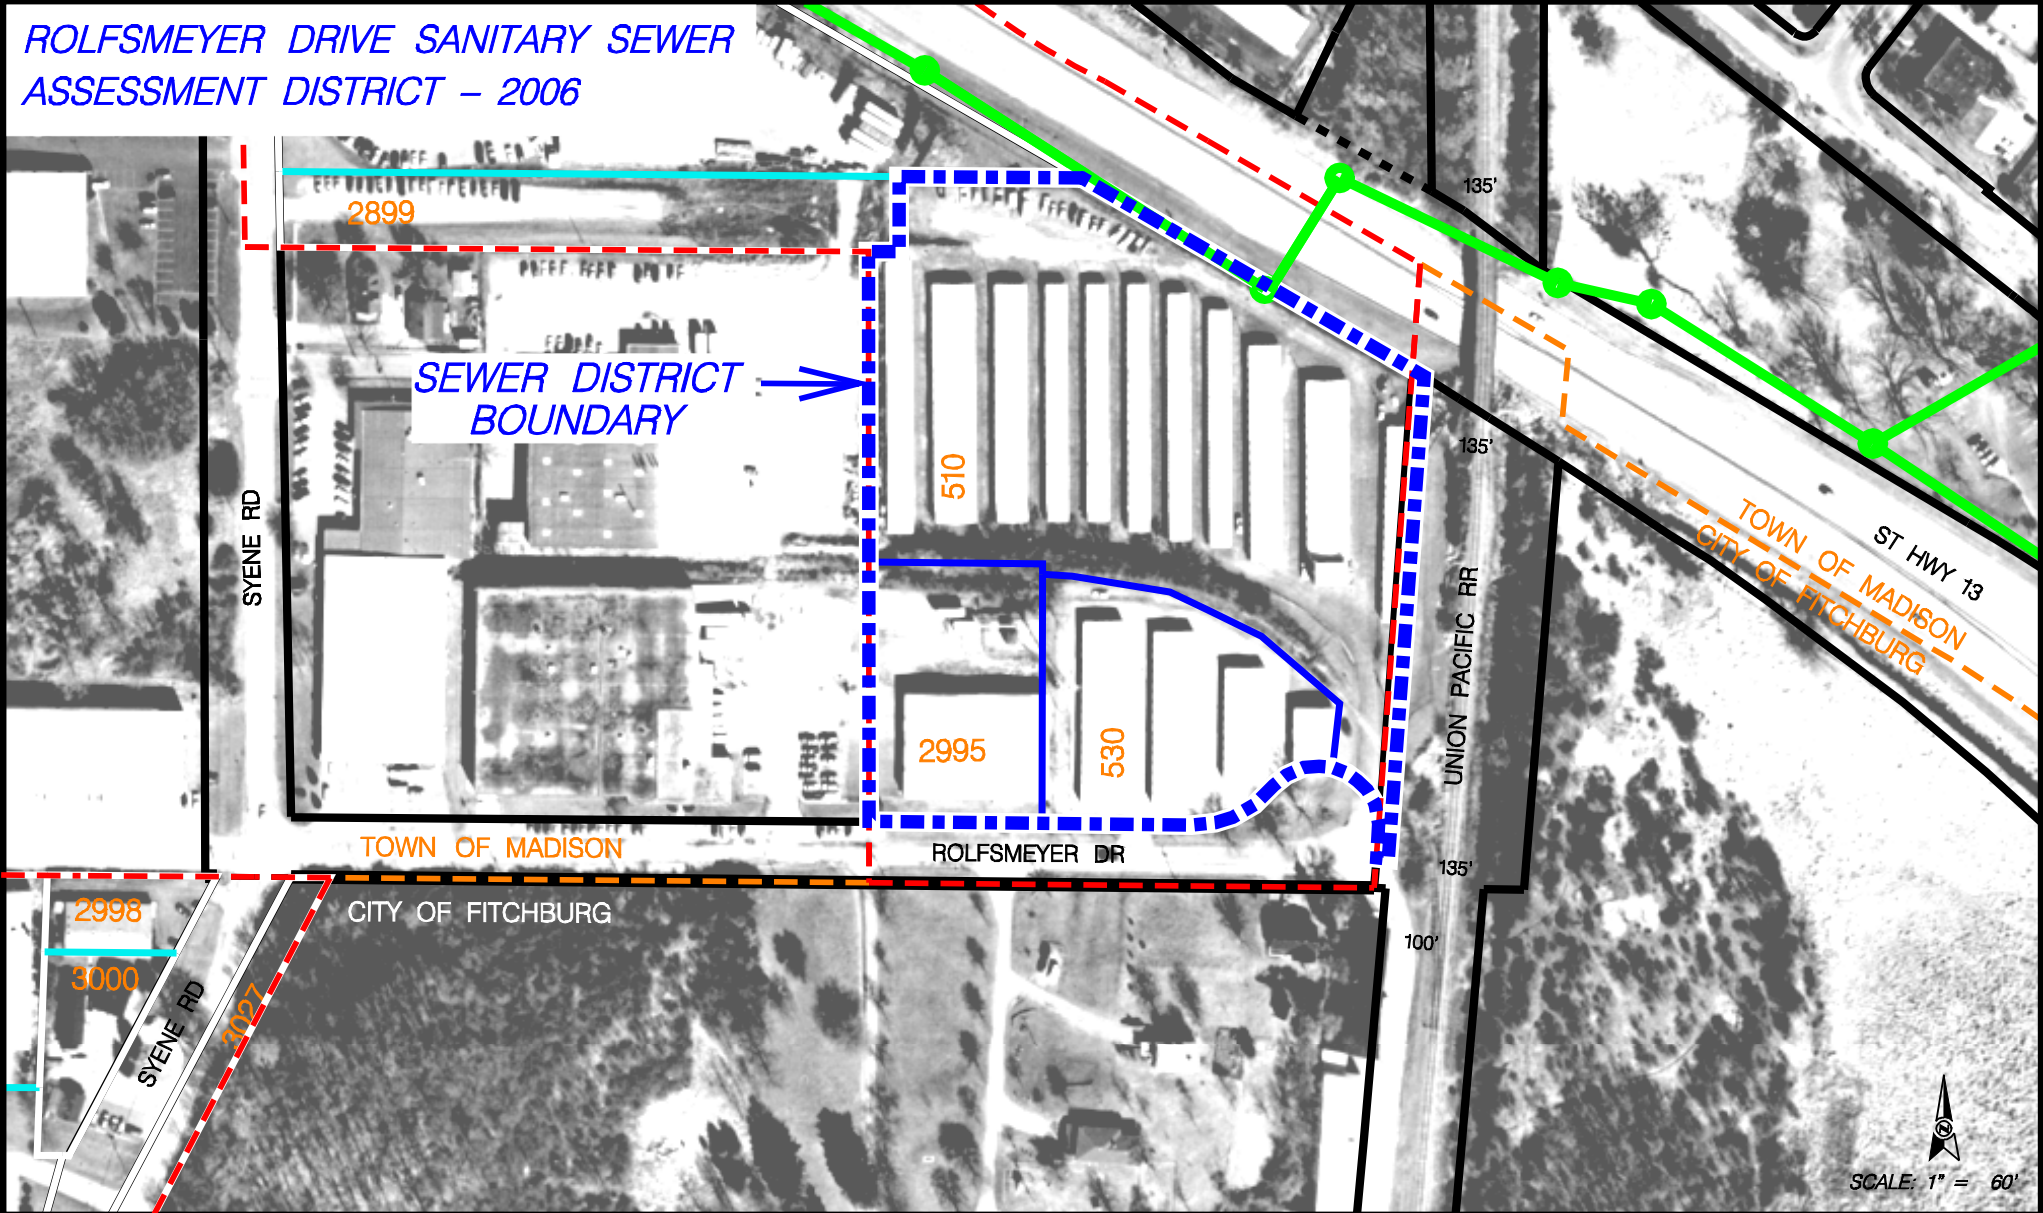 ROLFSMEYER DRIVE SANITARY SEWER
ASSESSMENT DISTRICT - 2006
135'
2899
SEWER DISTRICT
BOUNDARY
135'
510
SYENE RD
TOWN OF MADISON
CITY OF FITCHBURG
ST HWY 13
UNION PACIFIC RR
2995
530
TOWN OF MADISON
ROLFSMEYER DR
135'
CITY OF FITCHBURG
2998
100'
3000
SYENE RD
3027
N
SCALE: 1" = 60'